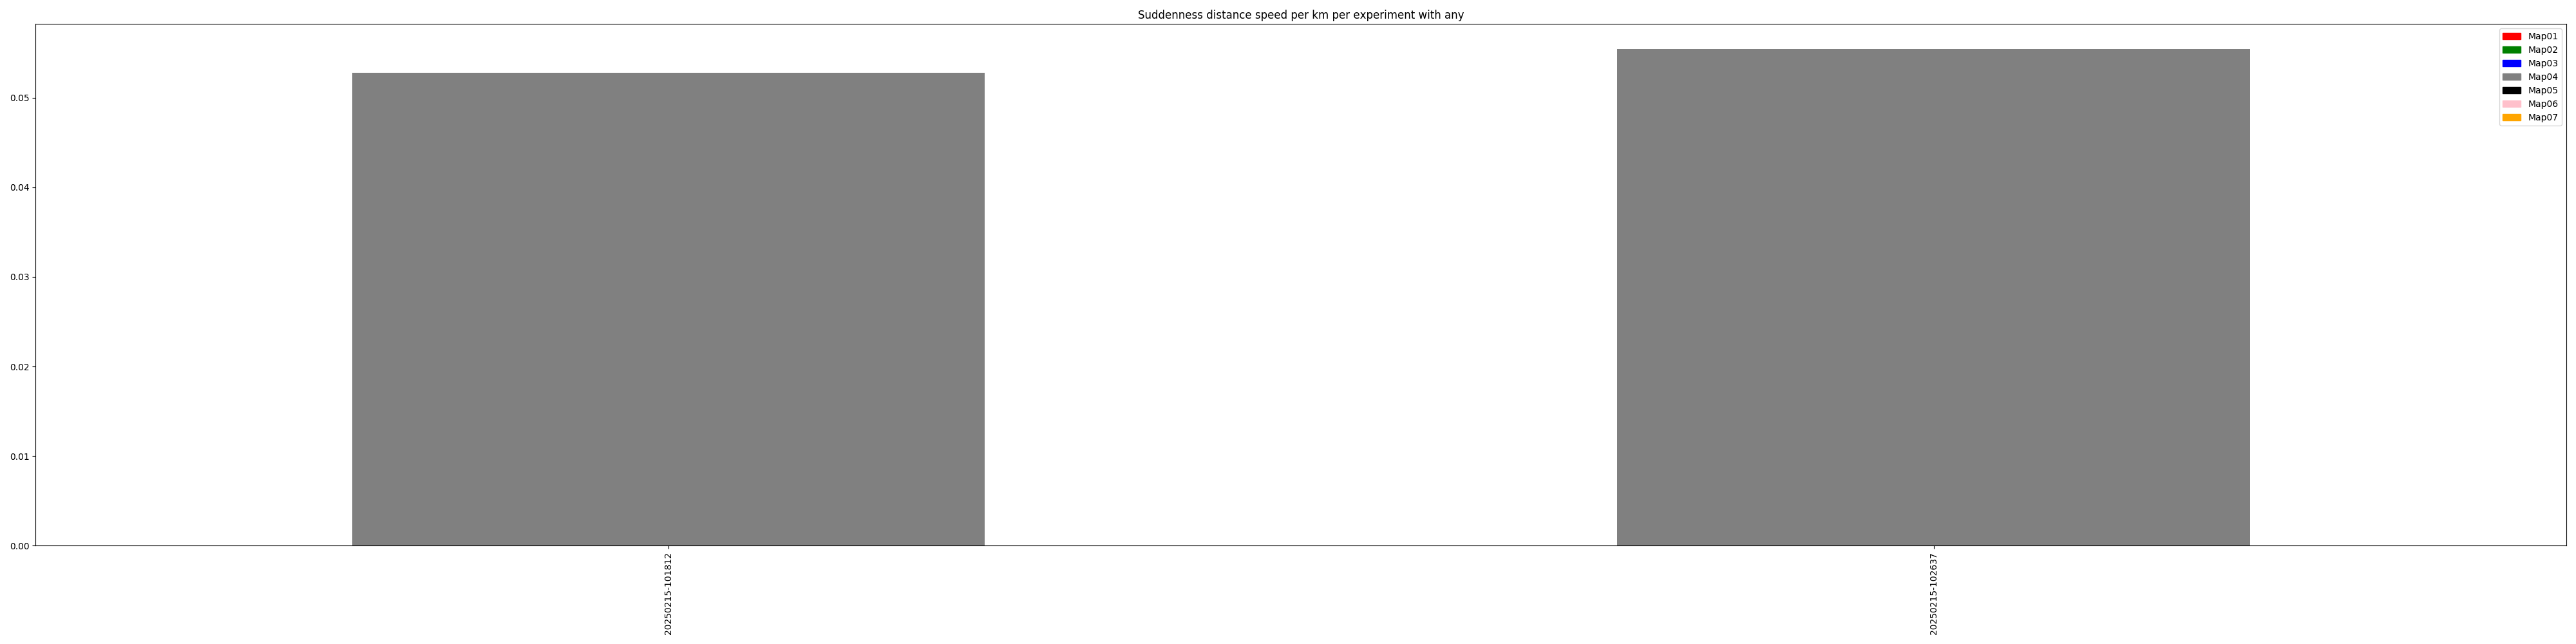 Suddenness distance speed per km per experiment with any
Map01
Map02
Map03
Map04
Map05
Map06
Map07
0.05
0.04
0.03
0.02
0.01
0.00
20250215-101812
20250215-102637